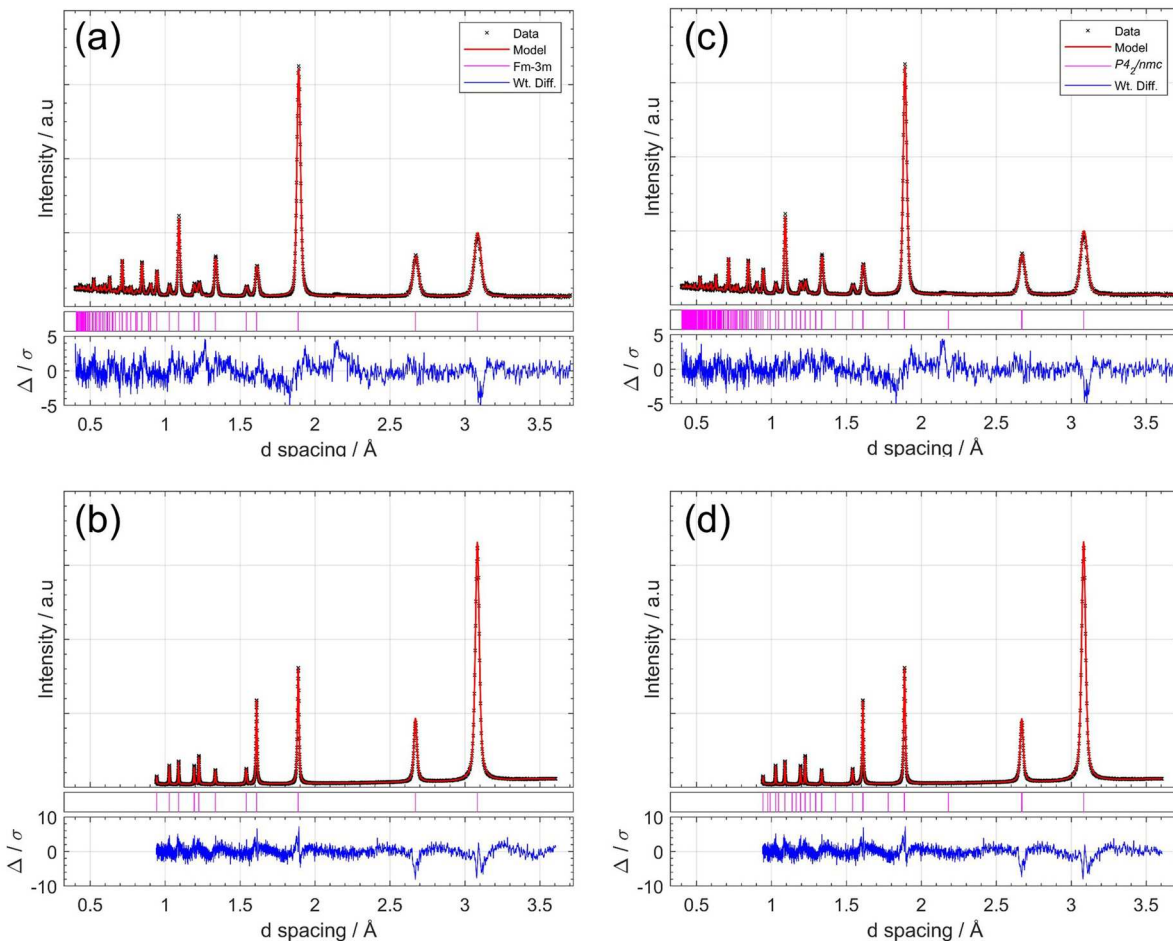 (a)
Data
Model
Fm-3m
Wt. Diff.
Intensity / a.u
5
0
-5
Δ / σ
0.5 1 1.5 2 2.5 3 3.5
d spacing / Å
(c)
Data
Model
P4₂/nmc
Wt. Diff.
Intensity / a.u
5
0
-5
Δ / σ
0.5 1 1.5 2 2.5 3 3.5
d spacing / Å
(b)
Intensity / a.u
10
0
-10
Δ / σ
0.5 1 1.5 2 2.5 3 3.5
d spacing / Å
(d)
Intensity / a.u
10
0
-10
Δ / σ
0.5 1 1.5 2 2.5 3 3.5
d spacing / Å